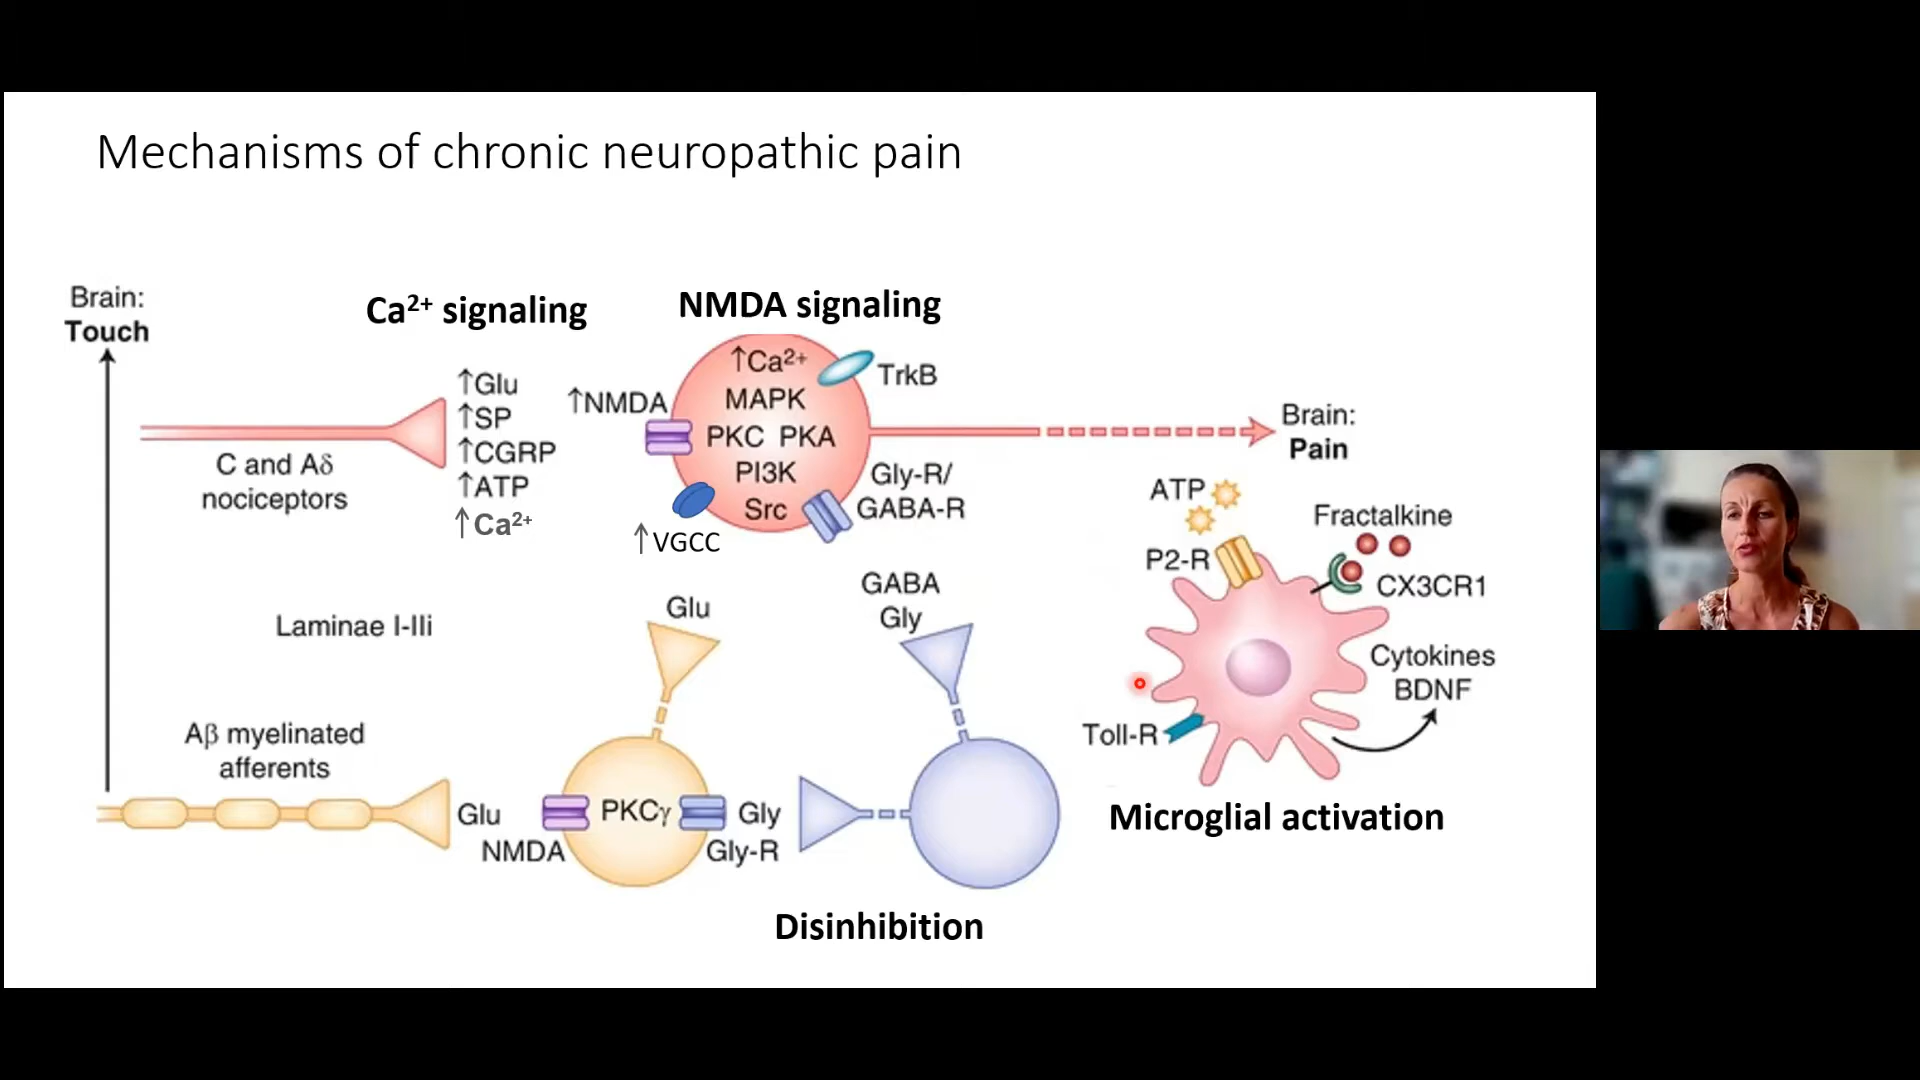 Mechanisms of chronic neuropathic pain
Brain:
Touch
Ca²⁺ signaling
NMDA signaling
↑Glu
↑SP
↑CGRP
↑ATP
↑Ca²⁺
C and Aδ
nociceptors
↑NMDA
↑Ca²⁺
MAPK
PKC PKA
PI3K
Src
TrkB
Gly-R/
GABA-R
↑VGCC
Brain:
Pain
ATP
P2-R
Fractalkine
CX3CR1
Cytokines
BDNF
Toll-R
Microglial activation
Laminae I-IIi
Glu
GABA
Gly
Aβ myelinated
afferents
Glu
NMDA
PKCγ
Gly
Gly-R
Disinhibition